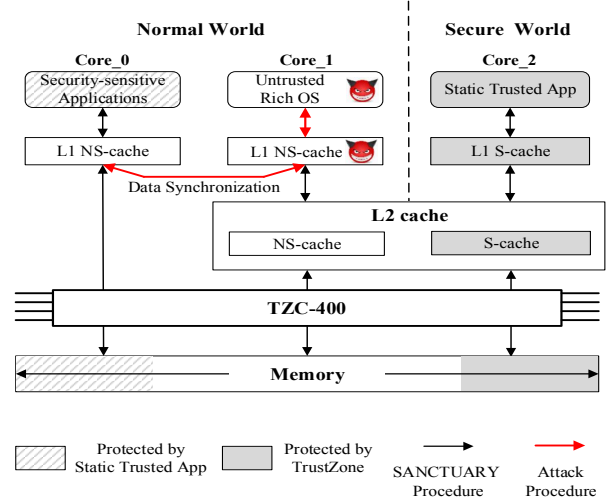 Normal World
Secure World
Core_0
Core_1
Core_2
Security-sensitive
Applications
Untrusted
Rich OS
Static Trusted App
L1 NS-cache
L1 NS-cache
L1 S-cache
Data Synchronization
L2 cache
NS-cache
S-cache
TZC-400
Memory
Protected by
Static Trusted App
Protected by
TrustZone
SANCTUARY
Procedure
Attack
Procedure